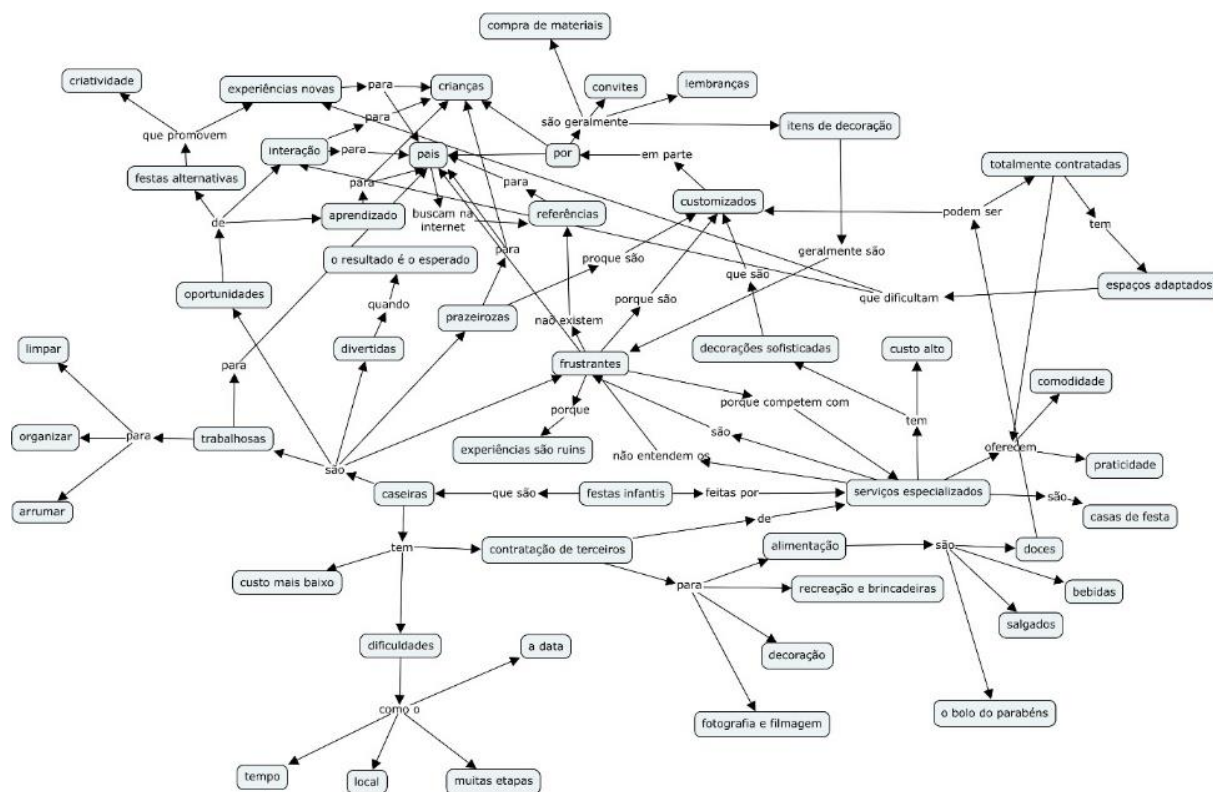 compra de materiais
criatividade
experiências novas
para
crianças
convites
lembranças
para
são geralmente
itens de decoração
que promovem
interação
para
pais
por
em parte
totalmente contratadas
festas alternativas
para
para
customizados
de
aprendizado
buscam na
internet
referências
podem ser
tem
o resultado é o esperado
para
proque são
geralmente são
que são
oportunidades
quando
prazeirozas
não existem
porque são
que dificultam
espaços adaptados
limpar
divertidas
decorações sofisticadas
custo alto
para
frustrantes
comodidade
porque competem com
organizar
para
trabalhosas
porque
tem
experiências são ruins
são
oferecem
praticidade
são
não entendem os
arrumar
caseiras
que são
festas infantis
feitas por
serviços especializados
são
casas de festa
de
tem
contratação de terceiros
alimentação
são
doces
custo mais baixo
para
recreação e brincadeiras
bebidas
salgados
dificuldades
a data
decoração
como o
fotografia e filmagem
o bolo do parabéns
tempo
local
muitas etapas